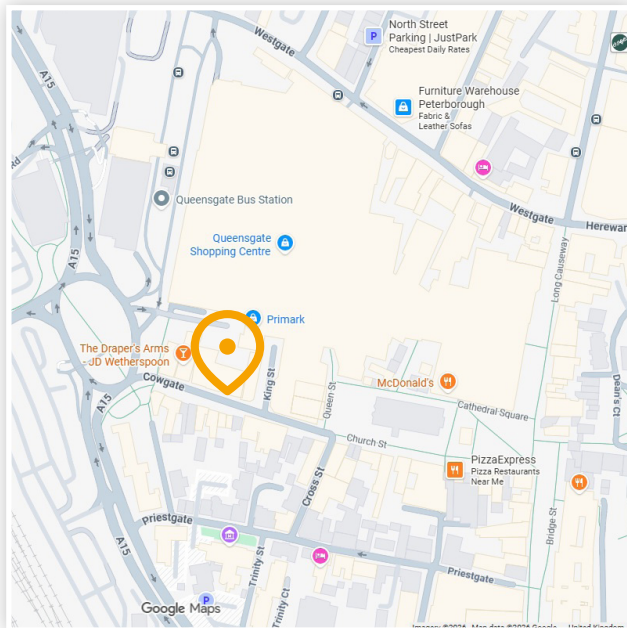 North Street
Parking | JustPark
Cheapest Daily Rates
P
Westgate
A15
Furniture Warehouse
Peterborough
Fabric &
Leather Sofas
Rd
Queensgate Bus Station
Westgate
Hereward
Queensgate
Shopping Centre
A15
Long Causeway
Primark
The Draper's Arms
- JD Wetherspoon
Cowgate
King St
Queen St
McDonald's
Dean's Ct
A15
Cathedral Square
Church St
PizzaExpress
Pizza Restaurants
Near Me
Cross St
Priestgate
Bridge St
A15
Trinity St
Priestgate
Trinity Ct
P
Google Maps